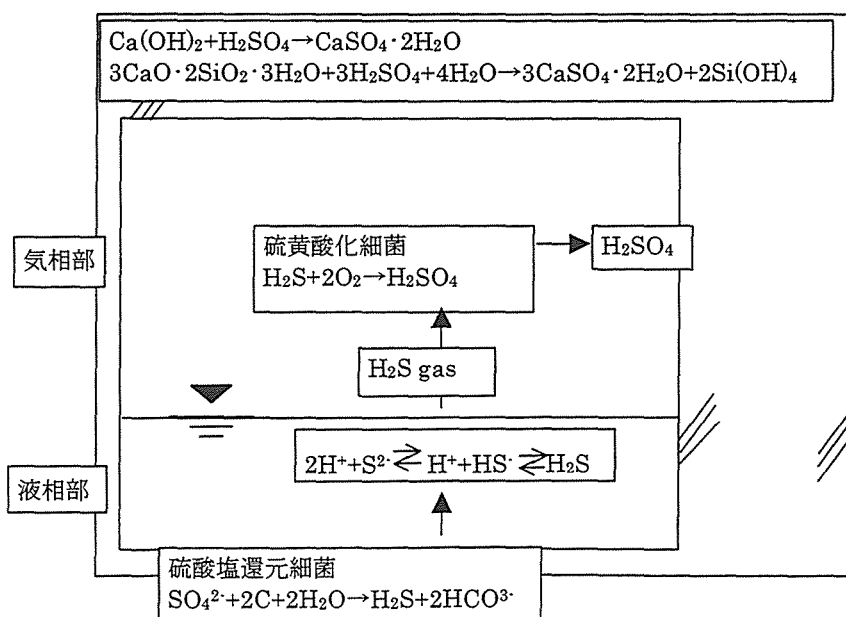 Ca(OH)₂+H₂SO₄→CaSO₄·2H₂O
3CaO·2SiO₂·3H₂O+3H₂SO₄+4H₂O→3CaSO₄·2H₂O+2Si(OH)₄
気相部
硫黄酸化細菌
H₂S+2O₂→H₂SO₄
H₂SO₄
H₂S gas
2H⁺+S²⁻⇄H⁺+HS⁻⇄H₂S
液相部
硫酸塩還元細菌
SO₄²⁻+2C+2H₂O→H₂S+2HCO³⁻